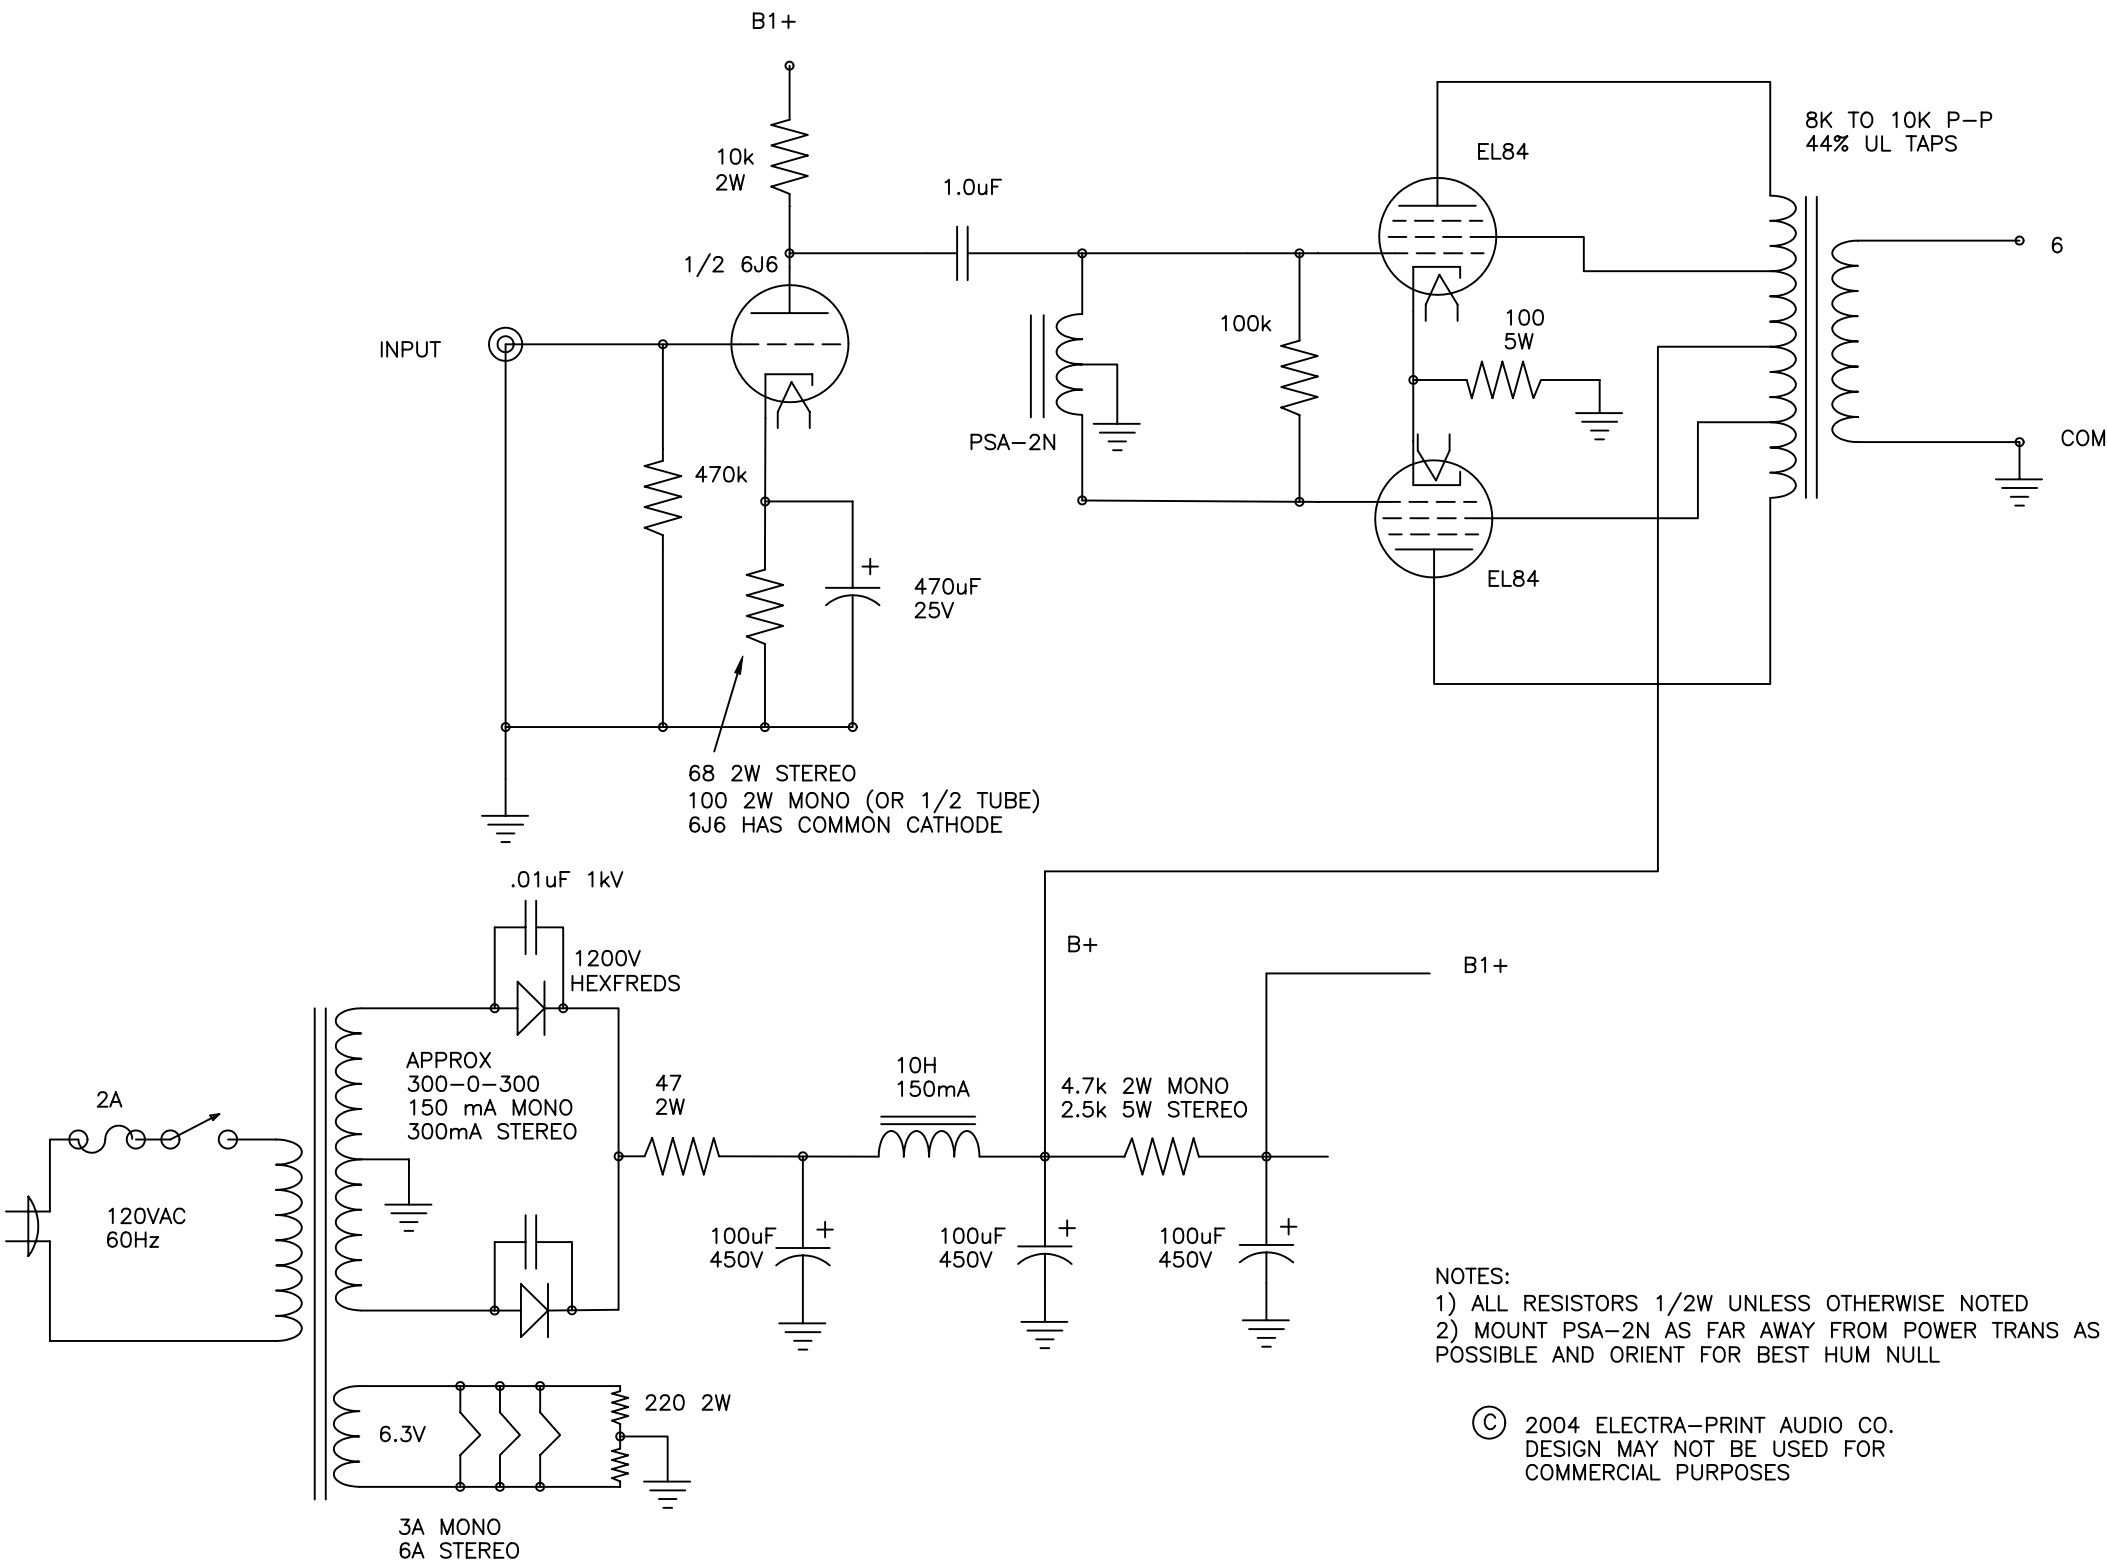 B1+
10k
2W
1/2 6J6
1.0uF
EL84
8K TO 10K P-P
44% UL TAPS
6
INPUT
100k
100
5W
PSA-2N
COM
470k
470uF
25V
EL84
68 2W STEREO
100 2W MONO (OR 1/2 TUBE)
6J6 HAS COMMON CATHODE
.01uF 1kV
1200V
HEXFREDS
B+
B1+
APPROX
300-0-300
150 mA MONO
300mA STEREO
2A
47
2W
10H
150mA
4.7k 2W MONO
2.5k 5W STEREO
120VAC
60Hz
100uF
450V
100uF
450V
100uF
450V
6.3V
220 2W
3A MONO
6A STEREO
NOTES:
1) ALL RESISTORS 1/2W UNLESS OTHERWISE NOTED
2) MOUNT PSA-2N AS FAR AWAY FROM POWER TRANS AS
POSSIBLE AND ORIENT FOR BEST HUM NULL
© 2004 ELECTRA-PRINT AUDIO CO.
DESIGN MAY NOT BE USED FOR
COMMERCIAL PURPOSES